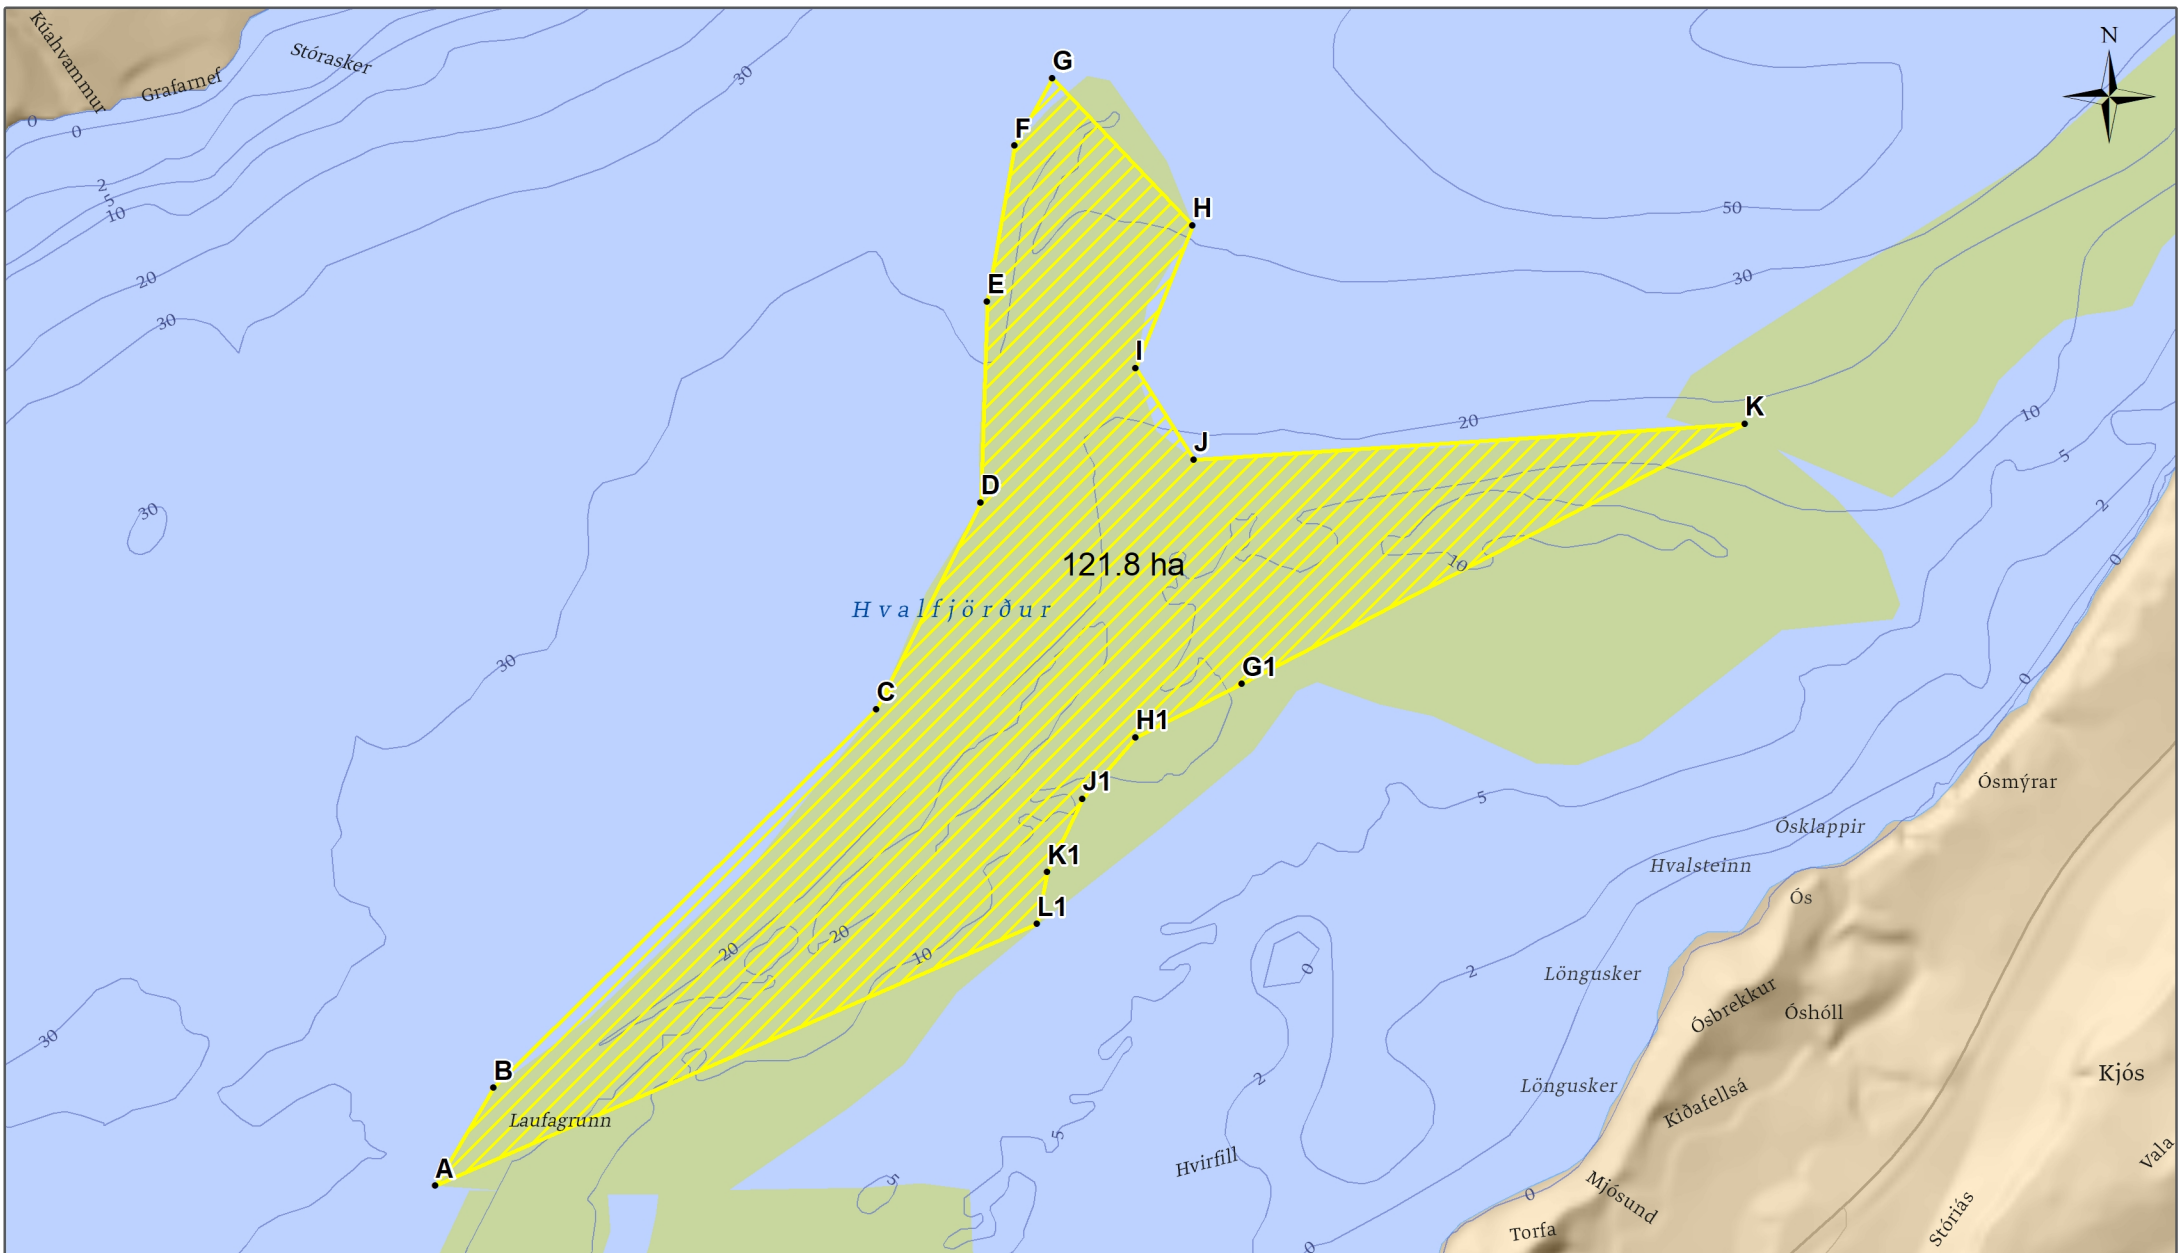 Kúahvammur
Grafarnef
Stórasker
N
G
F
H
E
I
J
K
D
121.8 ha
Hvalfjörður
C
G1
H1
J1
K1
L1
B
A
Laufagrunn
Hvirfill
Ósmýrar
Ósklappir
Hvalsteinn
Ós
Löngusker
Ósbrekkur
Óshóll
Kjós
Löngusker
Kiðafellsá
Vala
Mjósund
Stóriás
Torfa
0
0
2
5
10
20
30
30
30
30
30
50
30
20
10
5
2
0
0
10
20
20
10
5
2
0
2
5
5
0
0